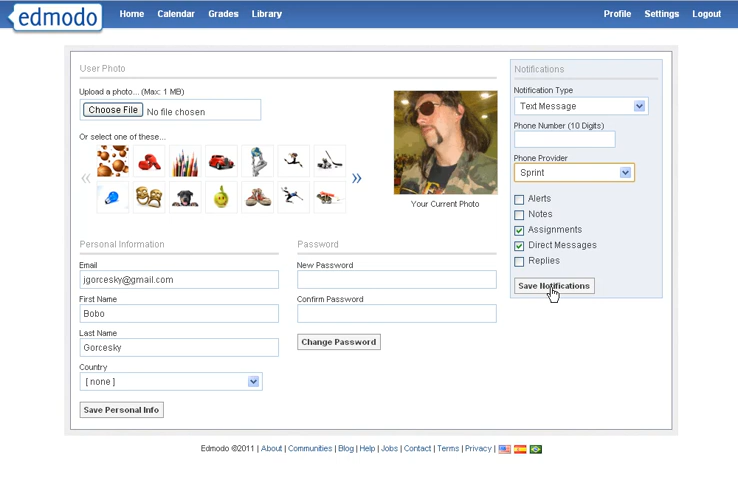 edmodo
Home Calendar Grades Library
Profile Settings Logout
User Photo
Upload a photo... (Max: 1 MB)
Choose File No file chosen
Or select one of these...
«
»
Your Current Photo
Personal Information
Email
jgorcesky@gmail.com
First Name
Bobo
Last Name
Gorcesky
Country
[ none ]
Save Personal Info
Password
New Password
Confirm Password
Change Password
Notifications
Notification Type
Text Message
Phone Number (10 Digits)
Phone Provider
Sprint
Alerts
Notes
Assignments
Direct Messages
Replies
Save Notifications
Edmodo ©2011 | About | Communities | Blog | Help | Jobs | Contact | Terms | Privacy |